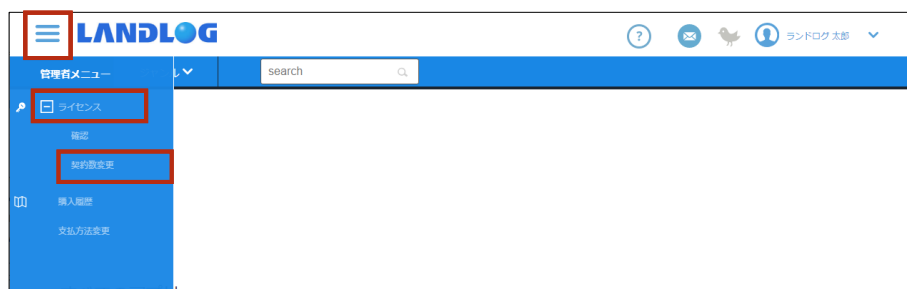 LANDLOG
?
ランドログ 太郎
管理者メニュー
ル
search
ライセンス
確認
契約数変更
購入履歴
支払方法変更